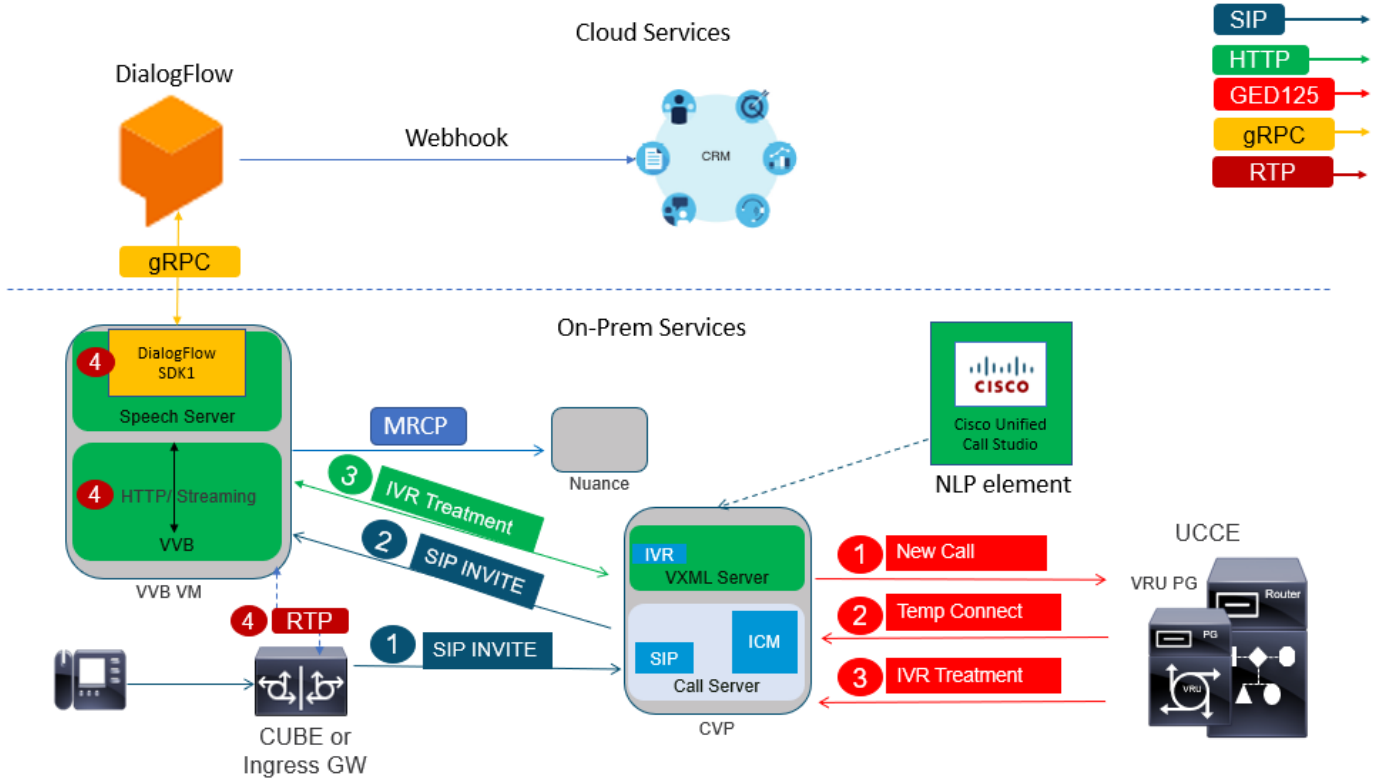 Cloud Services
SIP
HTTP
GED125
gRPC
RTP
DialogFlow
Webhook
CRM
gRPC
On-Prem Services
4
DialogFlow
SDK1
Speech Server
4
HTTP/ Streaming
VVB
VVB VM
MRCP
Nuance
CISCO
Cisco Unified
Call Studio
NLP element
3
IVR Treatment
2
SIP INVITE
4
RTP
1
SIP INVITE
CUBE or
Ingress GW
IVR
VXML Server
SIP
ICM
Call Server
CVP
1
New Call
2
Temp Connect
3
IVR Treatment
UCCE
VRU PG
Router
PG
VRU